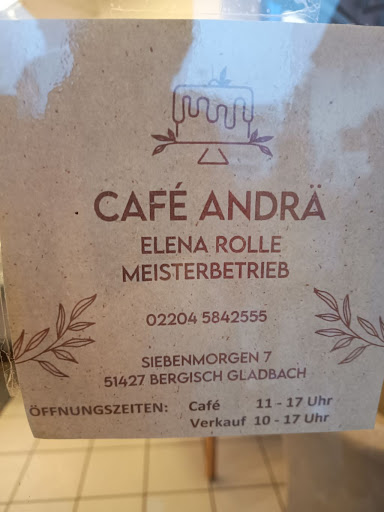 CAFÉ ANDRÄ
ELENA ROLLE
MEISTERBETRIEB
02204 5842555
SIEBENMORGEN 7
51427 BERGISCH GLADBACH
ÖFFNUNGSZEITEN: Café 11 - 17 Uhr
Verkauf 10 - 17 Uhr